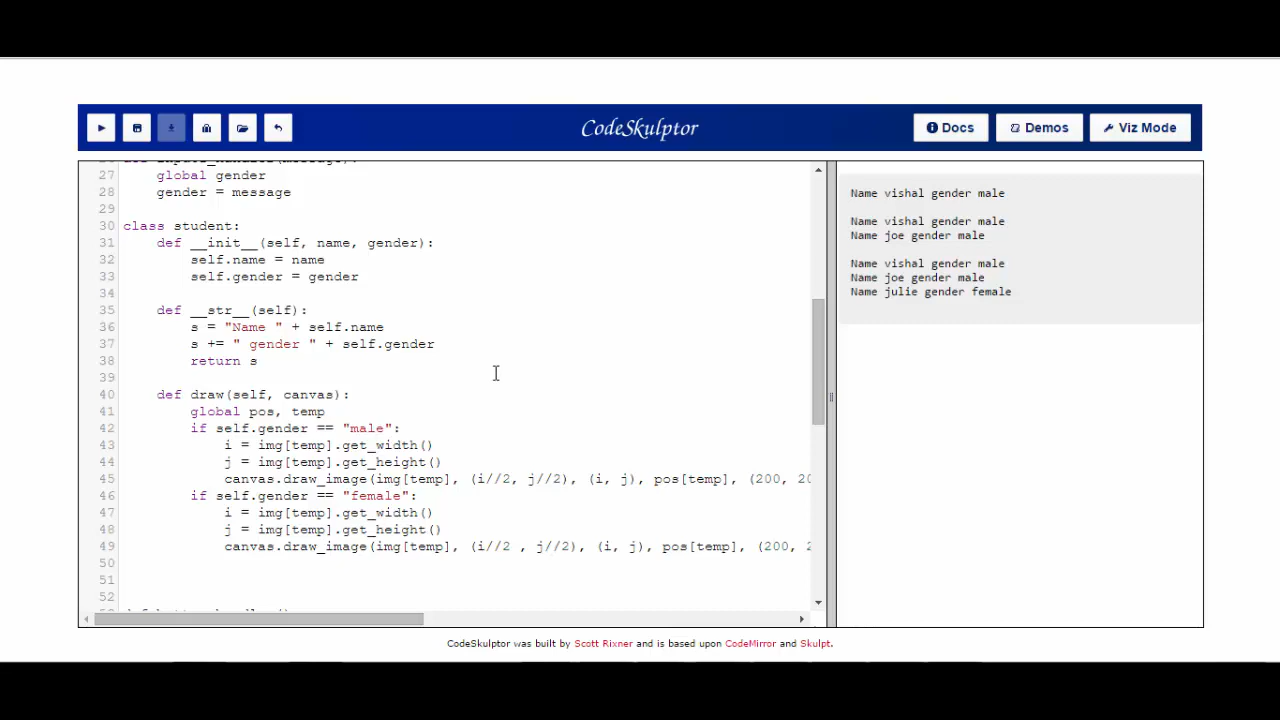 CodeSkulptor
Docs
Demos
Viz Mode
27 global gender
28 gender = message
29
30 class student:
31 def __init__(self, name, gender):
32 self.name = name
33 self.gender = gender
34
35 def __str__(self):
36 s = "Name " + self.name
37 s += " gender " + self.gender
38 return s
39
40 def draw(self, canvas):
41 global pos, temp
42 if self.gender == "male":
43 i = img[temp].get_width()
44 j = img[temp].get_height()
45 canvas.draw_image(img[temp], (i//2, j//2), (i, j), pos[temp], (200, 20
46 if self.gender == "female":
47 i = img[temp].get_width()
48 j = img[temp].get_height()
49 canvas.draw_image(img[temp], (i//2 , j//2), (i, j), pos[temp], (200, 2
50
51
52
Name vishal gender male
Name vishal gender male
Name joe gender male
Name vishal gender male
Name joe gender male
Name julie gender female
CodeSkulptor was built by Scott Rixner and is based upon CodeMirror and Skulpt.